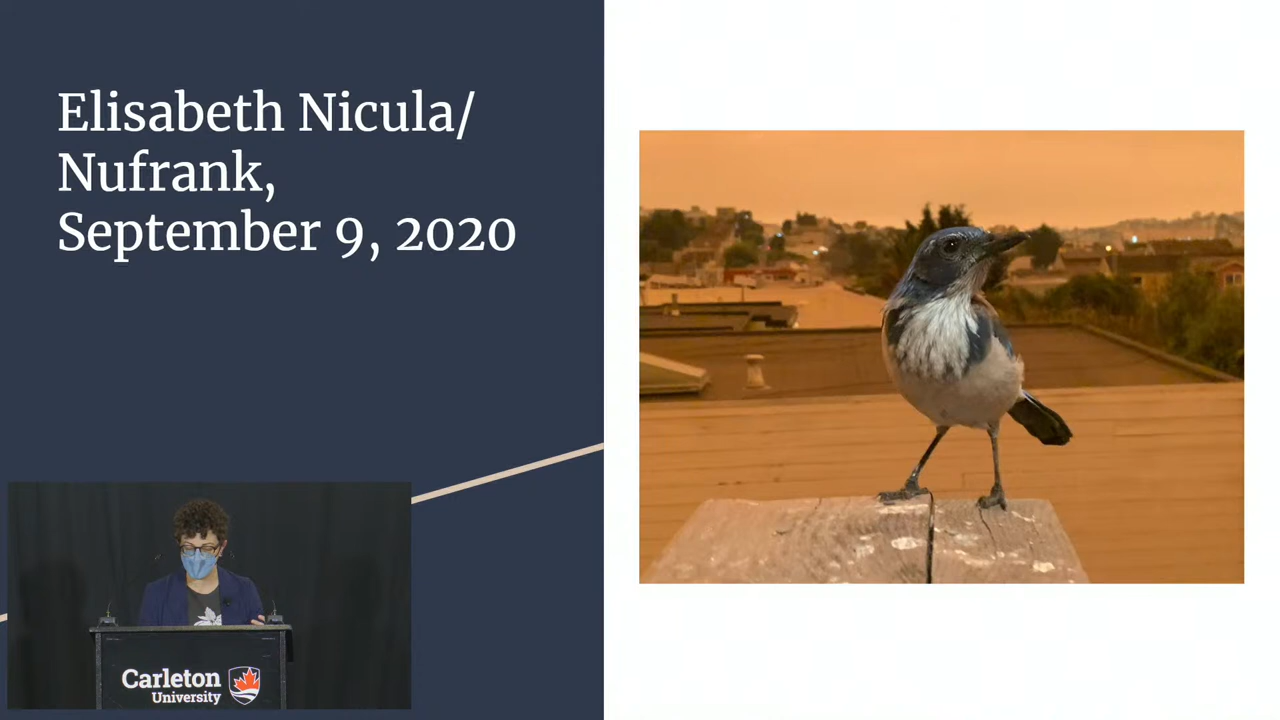 Elisabeth Nicula/
Nufrank,
September 9, 2020
Carleton
University